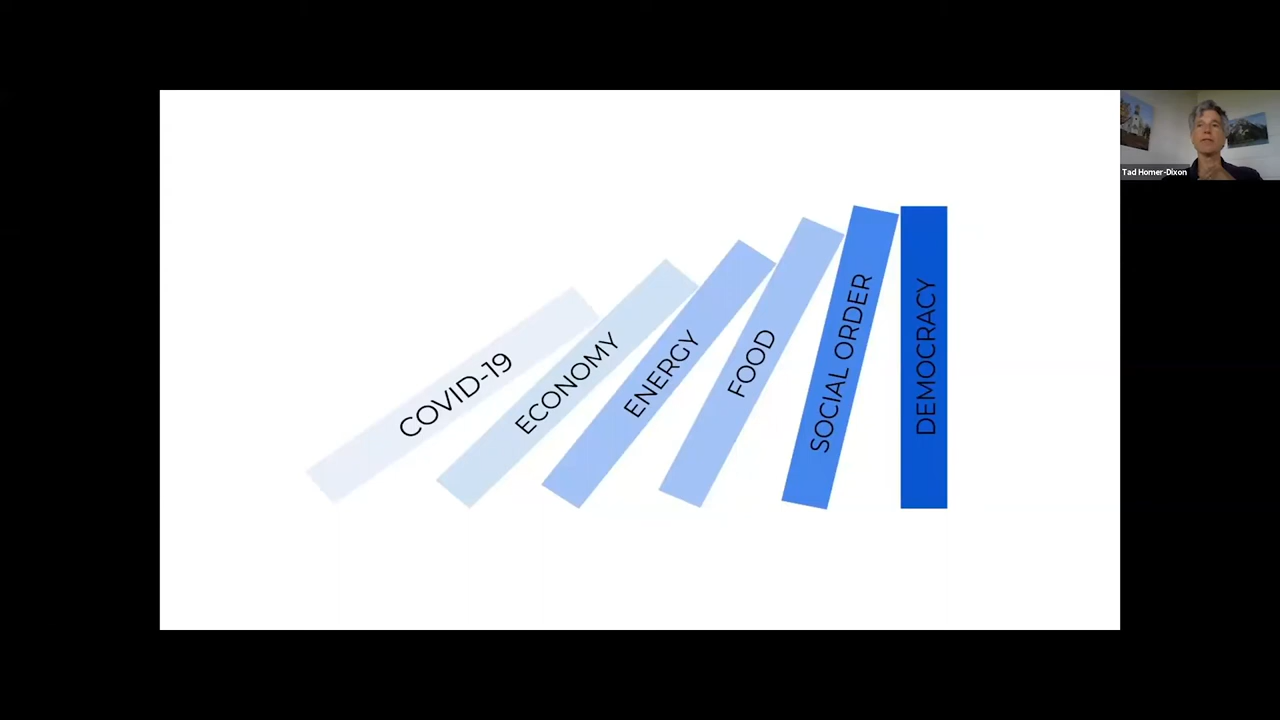 COVID-19
ECONOMY
ENERGY
FOOD
SOCIAL ORDER
DEMOCRACY
Tad Homer-Dixon